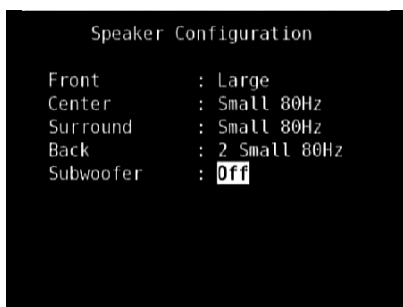 Speaker Configuration
Front : Large
Center : Small 80Hz
Surround : Small 80Hz
Back : 2 Small 80Hz
Subwoofer : Off